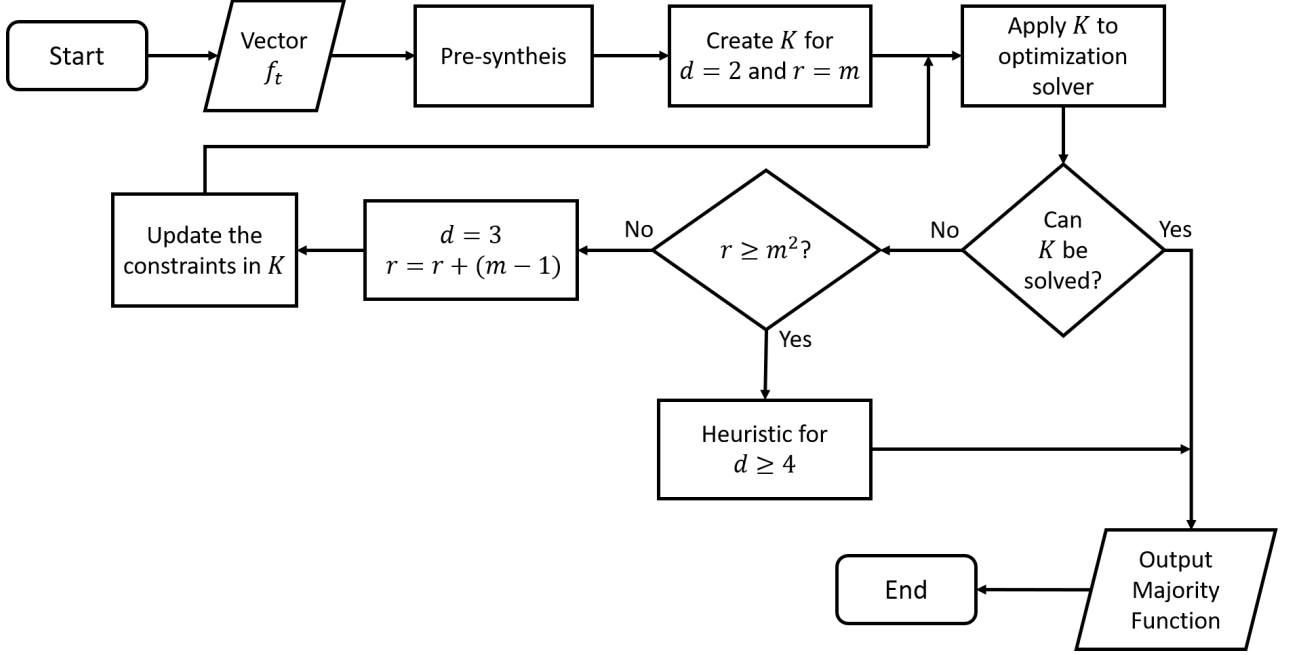 Start
Vector
f_t
Pre-syntheis
Create K for
d = 2 and r = m
Apply K to
optimization
solver
Can
K be
solved?
Yes
No
r ≥ m²?
No
Yes
d = 3
r = r + (m − 1)
Update the
constraints in K
Heuristic for
d ≥ 4
Output
Majority
Function
End